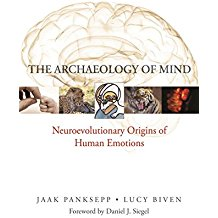 THE ARCHAEOLOGY OF MIND
Neuroevolutionary Origins of
Human Emotions
JAAK PANKSEPP • LUCY BIVEN
Foreword by Daniel J. Siegel